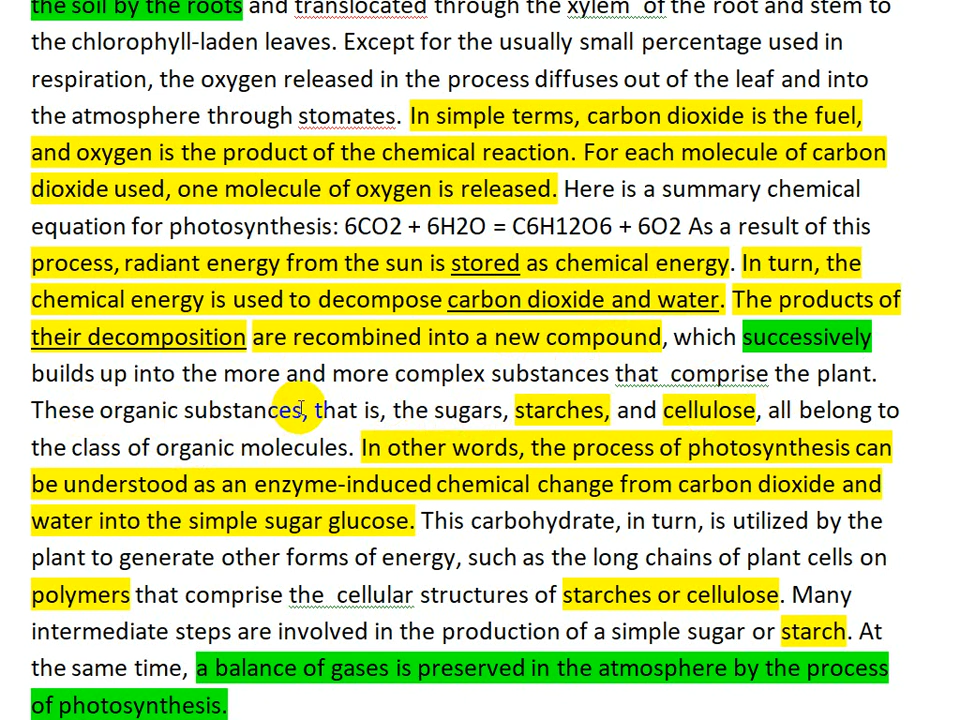 the soil by the roots and translocated through the xylem of the root and stem to
the chlorophyll-laden leaves. Except for the usually small percentage used in
respiration, the oxygen released in the process diffuses out of the leaf and into
the atmosphere through stomates. In simple terms, carbon dioxide is the fuel,
and oxygen is the product of the chemical reaction. For each molecule of carbon
dioxide used, one molecule of oxygen is released. Here is a summary chemical
equation for photosynthesis: 6CO2 + 6H2O = C6H12O6 + 6O2 As a result of this
process, radiant energy from the sun is stored as chemical energy. In turn, the
chemical energy is used to decompose carbon dioxide and water. The products of
their decomposition are recombined into a new compound, which successively
builds up into the more and more complex substances that comprise the plant.
These organic substances, that is, the sugars, starches, and cellulose, all belong to
the class of organic molecules. In other words, the process of photosynthesis can
be understood as an enzyme-induced chemical change from carbon dioxide and
water into the simple sugar glucose. This carbohydrate, in turn, is utilized by the
plant to generate other forms of energy, such as the long chains of plant cells on
polymers that comprise the cellular structures of starches or cellulose. Many
intermediate steps are involved in the production of a simple sugar or starch. At
the same time, a balance of gases is preserved in the atmosphere by the process
of photosynthesis.